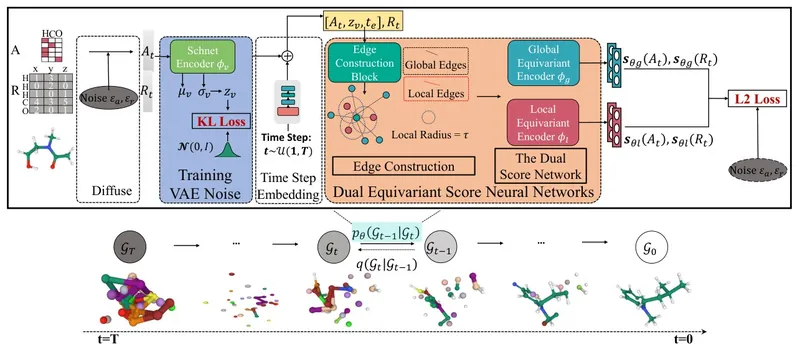 A
HCO
R
x y z
H
H
H
C
O
Noise ε_a, ε_r
Diffuse
A_t
R_t
Schnet
Encoder ϕ_v
μ_v σ_v → z_v
KL Loss
𝒩(0, I)
Training
VAE Noise
Time Step:
t~𝒰(1, T)
Time Step
Embedding
[A_t, z_v, t_e], R_t
Edge
Construction
Block
Global Edges
Local Edges
Local Radius = τ
Edge Construction
Global
Equivariant
Encoder ϕ_g
Local
Equivariant
Encoder ϕ_l
The Dual
Score Network
Dual Equivariant Score Neural Networks
s_θg(A_t), s_θg(R_t)
s_θl(A_t), s_θl(R_t)
L2 Loss
Noise ε_a, ε_r
p_θ(𝒢_t−1|𝒢_t)
𝒢_T ... 𝒢_t 𝒢_t−1 ... 𝒢_0
q(𝒢_t|𝒢_t−1)
t=T t=0